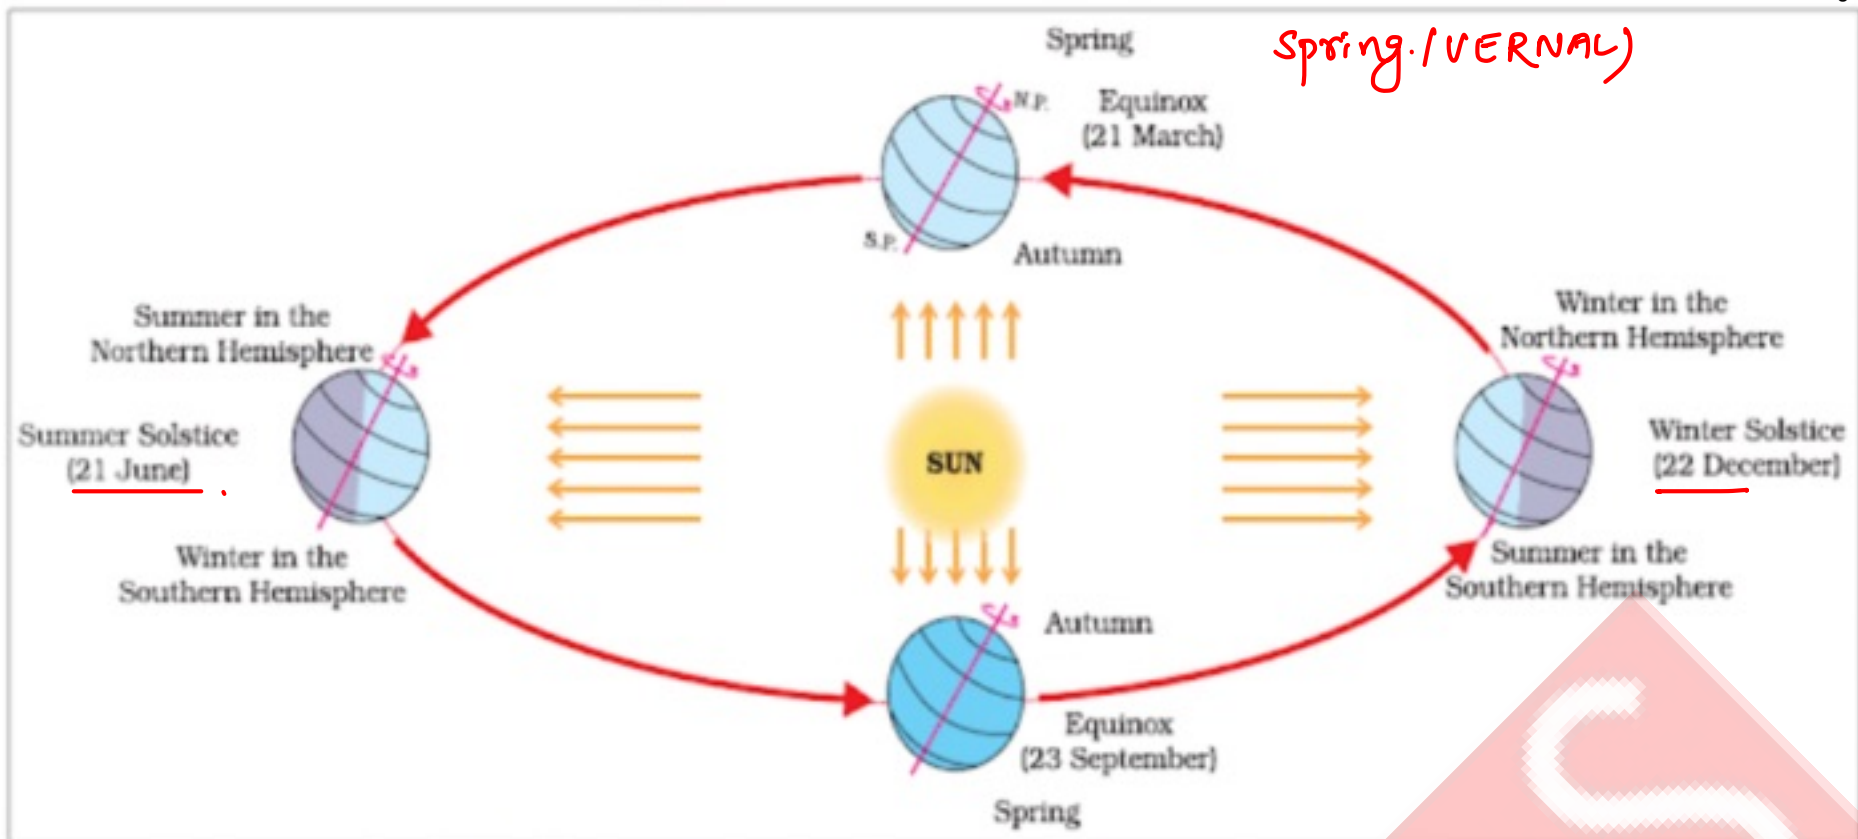 Spring
Spring./VERNAL)
N.P.
Equinox
(21 March)
S.P.
Autumn
Summer in the
Northern Hemisphere
Winter in the
Northern Hemisphere
Summer Solstice
(21 June)
SUN
Winter Solstice
(22 December)
Winter in the
Southern Hemisphere
Summer in the
Southern Hemisphere
Autumn
Equinox
(23 September)
Spring